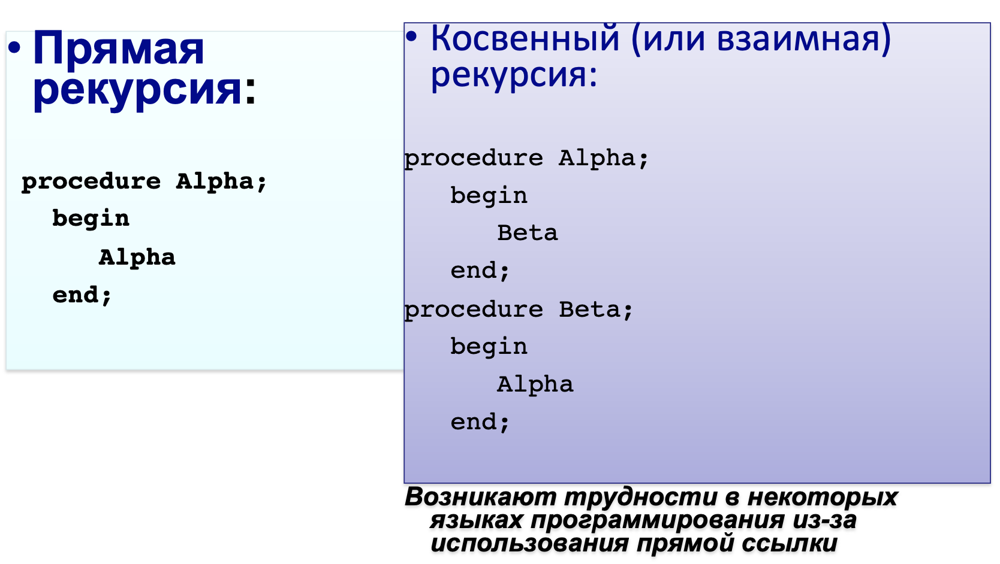 • Прямая
рекурсия:
procedure Alpha;
begin
Alpha
end;
• Косвенный (или взаимная)
рекурсия:
procedure Alpha;
begin
Beta
end;
procedure Beta;
begin
Alpha
end;
Возникают трудности в некоторых
языках программирования из-за
использования прямой ссылки